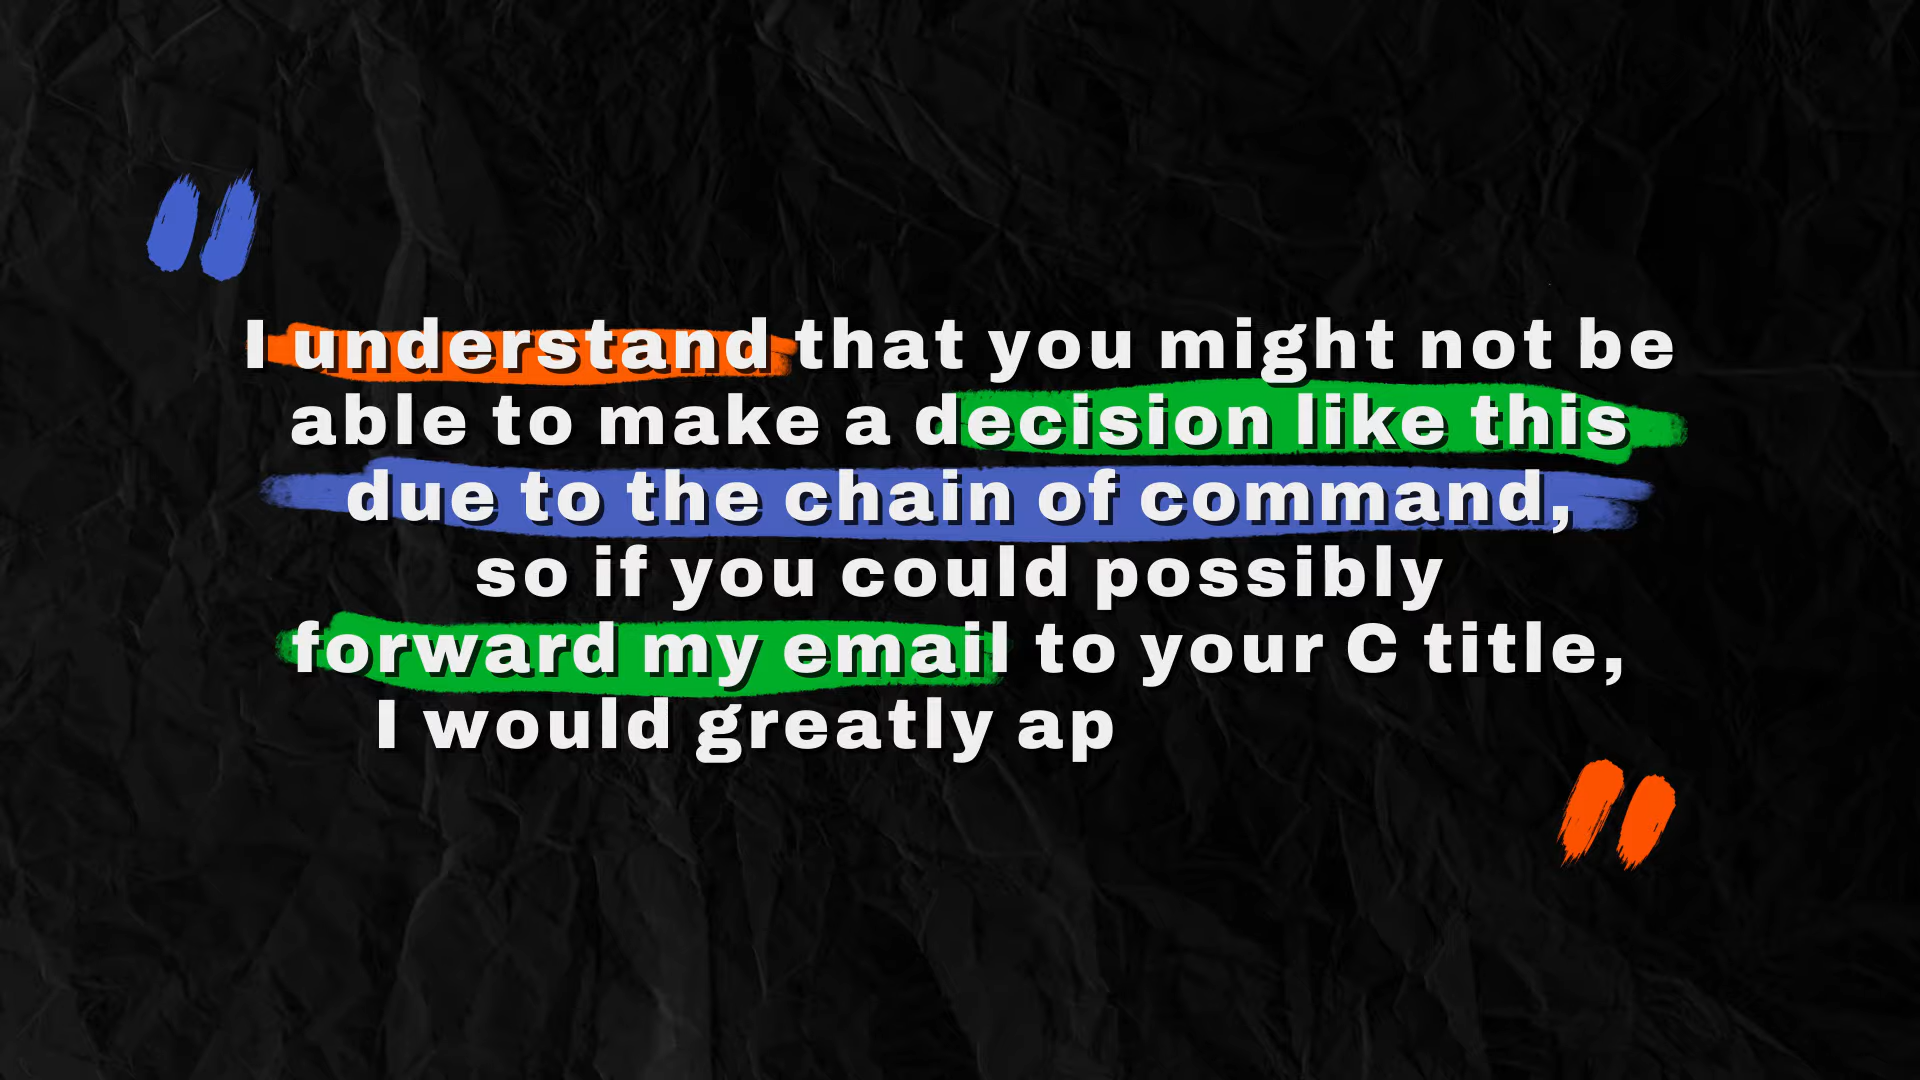 I understand that you might not be
able to make a decision like this
due to the chain of command,
so if you could possibly
forward my email to your C title,
I would greatly ap